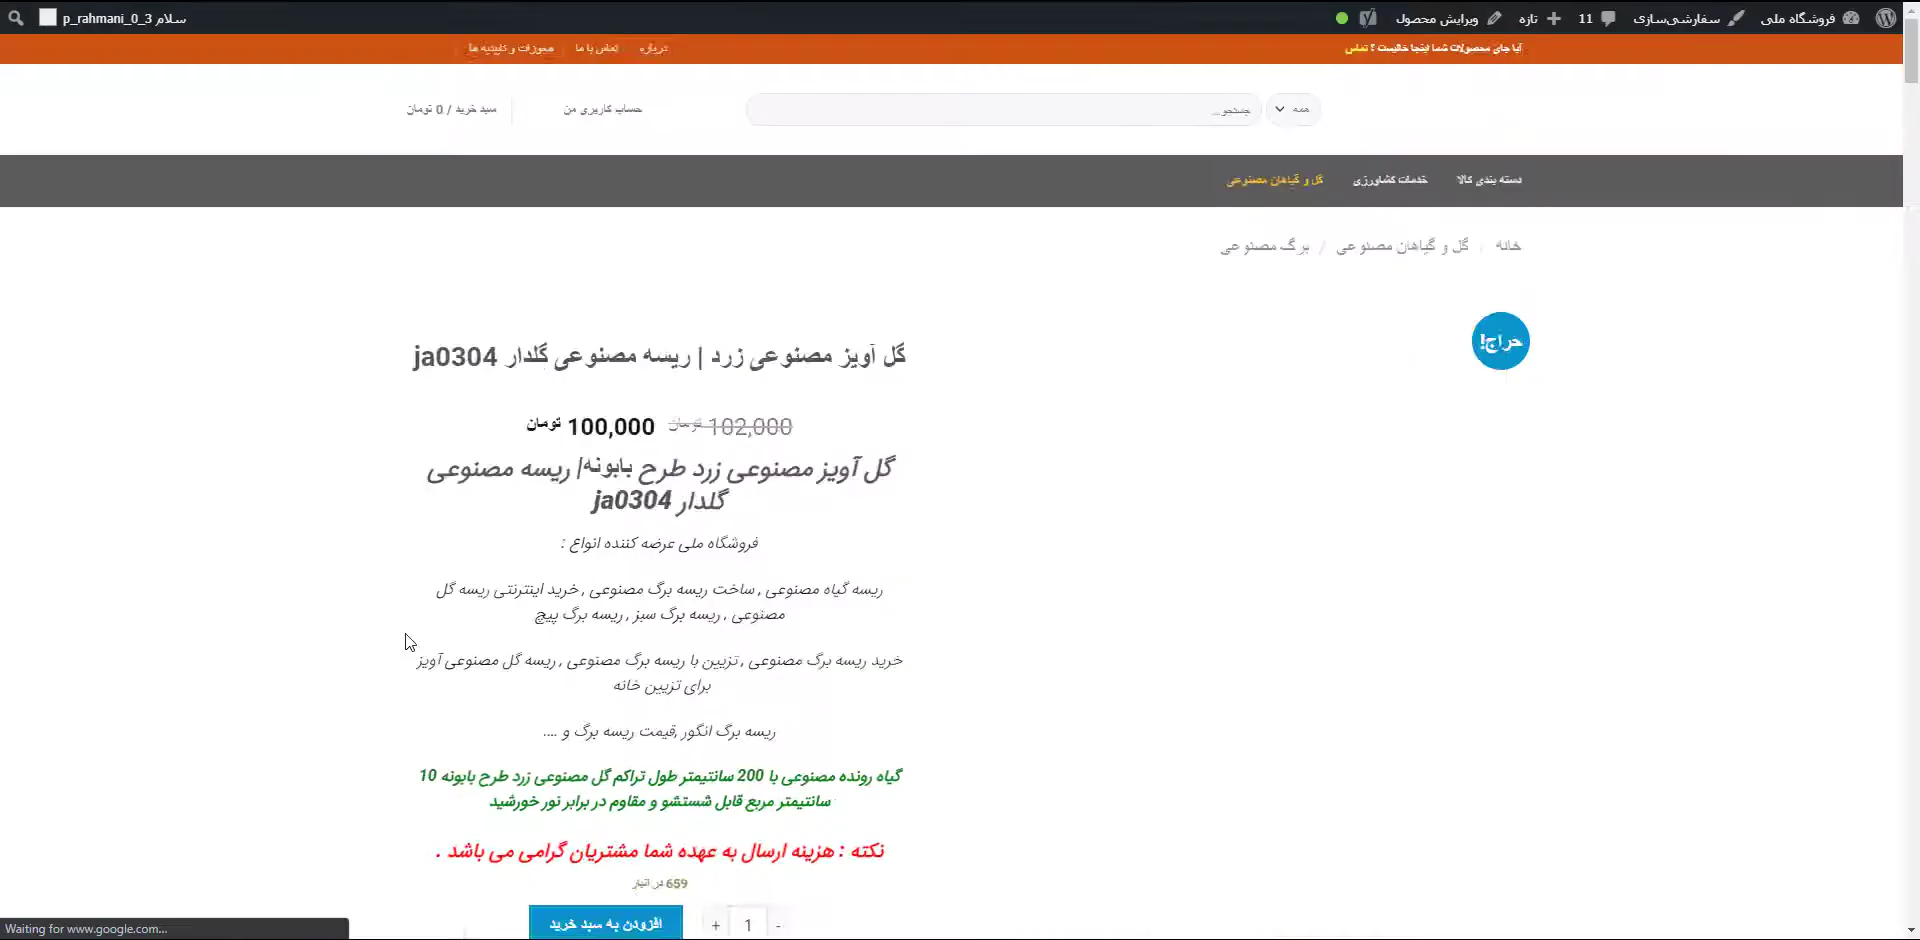 فروشگاه ملی
سفارشی‌سازی
11
تازه
ویرایش محصول
سلام p_rahmani_0_3
آیا جای محصولات شما اینجا خالیست ؟ تماس
درباره
تماس با ما
مجوزات و تاییدیه ها
همه
جستجو...
حساب کاربری من
سبد خرید / 0 تومان
دسته بندی کالا
خدمات کشاورزی
گل و گیاهان مصنوعی
خانه / گل و گیاهان مصنوعی / برگ مصنوعی
حراج!
گل آویز مصنوعی زرد | ریسه مصنوعی گلدار ja0304
102,000 تومان 100,000 تومان
گل آویز مصنوعی زرد طرح بابونه| ریسه مصنوعی
گلدار ja0304
فروشگاه ملی عرضه کننده انواع :
ریسه گیاه مصنوعی , ساخت ریسه برگ مصنوعی , خرید اینترنتی ریسه گل
مصنوعی , ریسه برگ سبز , ریسه برگ پیچ
خرید ریسه برگ مصنوعی , تزیین با ریسه برگ مصنوعی , ریسه گل مصنوعی آویز
برای تزیین خانه
ریسه برگ انگور ,قیمت ریسه برگ و ....
گیاه رونده مصنوعی با 200 سانتیمتر طول تراکم گل مصنوعی زرد طرح بابونه 10
سانتیمتر مربع قابل شستشو و مقاوم در برابر نور خورشید
نکته : هزینه ارسال به عهده شما مشتریان گرامی می باشد .
659 در انبار
- 1 +
افزودن به سبد خرید
Waiting for www.google.com...